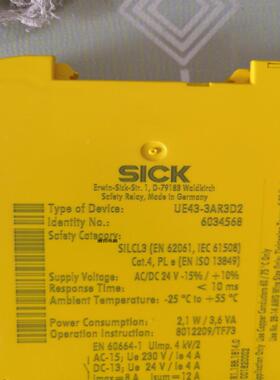 SICK
Erwin-Sick-Str. 1, D-79183 Waldkirch
Safety Relay, Made in Germany
Type of Device: UE43-3AR3D2
Identity No.: 6034568
Safety Category:
SILCL3 (EN 62061, IEC 61508)
Cat.4, PL e (EN ISO 13849)
Supply Voltage: AC/DC 24 V -15% / +10%
Response Time: < 10 ms
Ambient Temperature: -25 °C to +55 °C
Power Consumption: 2,1 W / 3,6 VA
8012209/TF73
EN 60664-1 Uimp. 4 kV/2
AC-15; Ue 230 V / Ie 4 A
DC-13; Ue 24 V / Ie 4 A
Imax = 8 A Isum = 12 A